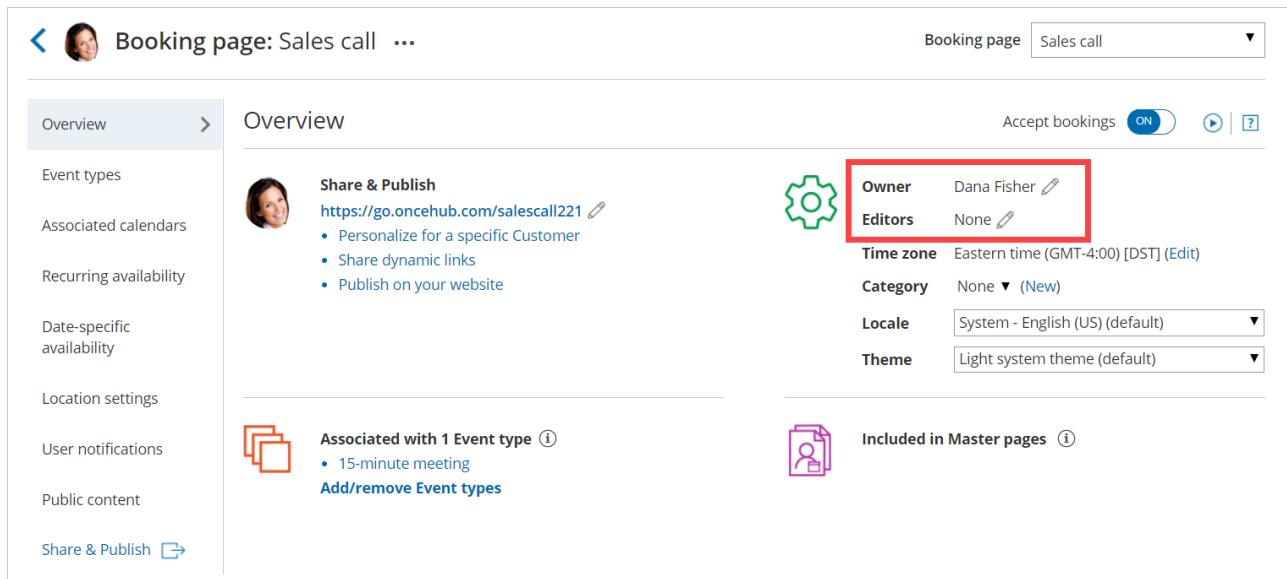 Booking page: Sales call ...
Booking page Sales call
Overview
Event types
Associated calendars
Recurring availability
Date-specific
availability
Location settings
User notifications
Public content
Share & Publish
Overview
Accept bookings ON
Share & Publish
https://go.oncehub.com/salescall221
• Personalize for a specific Customer
• Share dynamic links
• Publish on your website
Owner Dana Fisher
Editors None
Time zone Eastern time (GMT-4:00) [DST] (Edit)
Category None (New)
Locale System - English (US) (default)
Theme Light system theme (default)
Associated with 1 Event type
• 15-minute meeting
Add/remove Event types
Included in Master pages